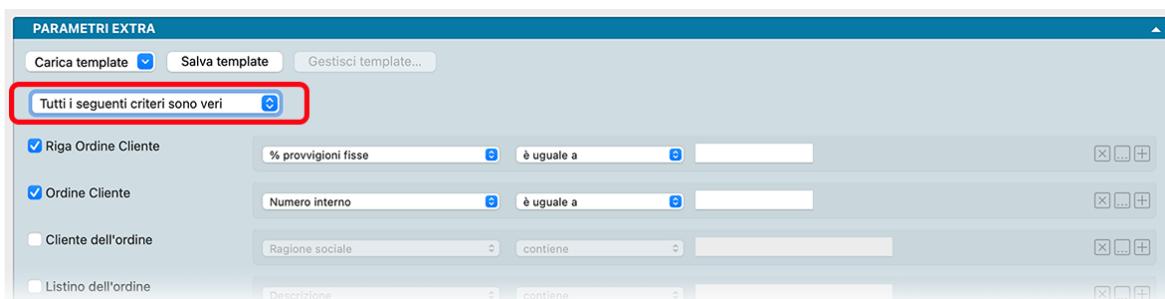 PARAMETRI EXTRA
Carica template Salva template Gestisci template...
Tutti i seguenti criteri sono veri
Riga Ordine Cliente % provvigioni fisse è uguale a
Ordine Cliente Numero interno è uguale a
Cliente dell'ordine Ragione sociale contiene
Listino dell'ordine Descrizione contiene